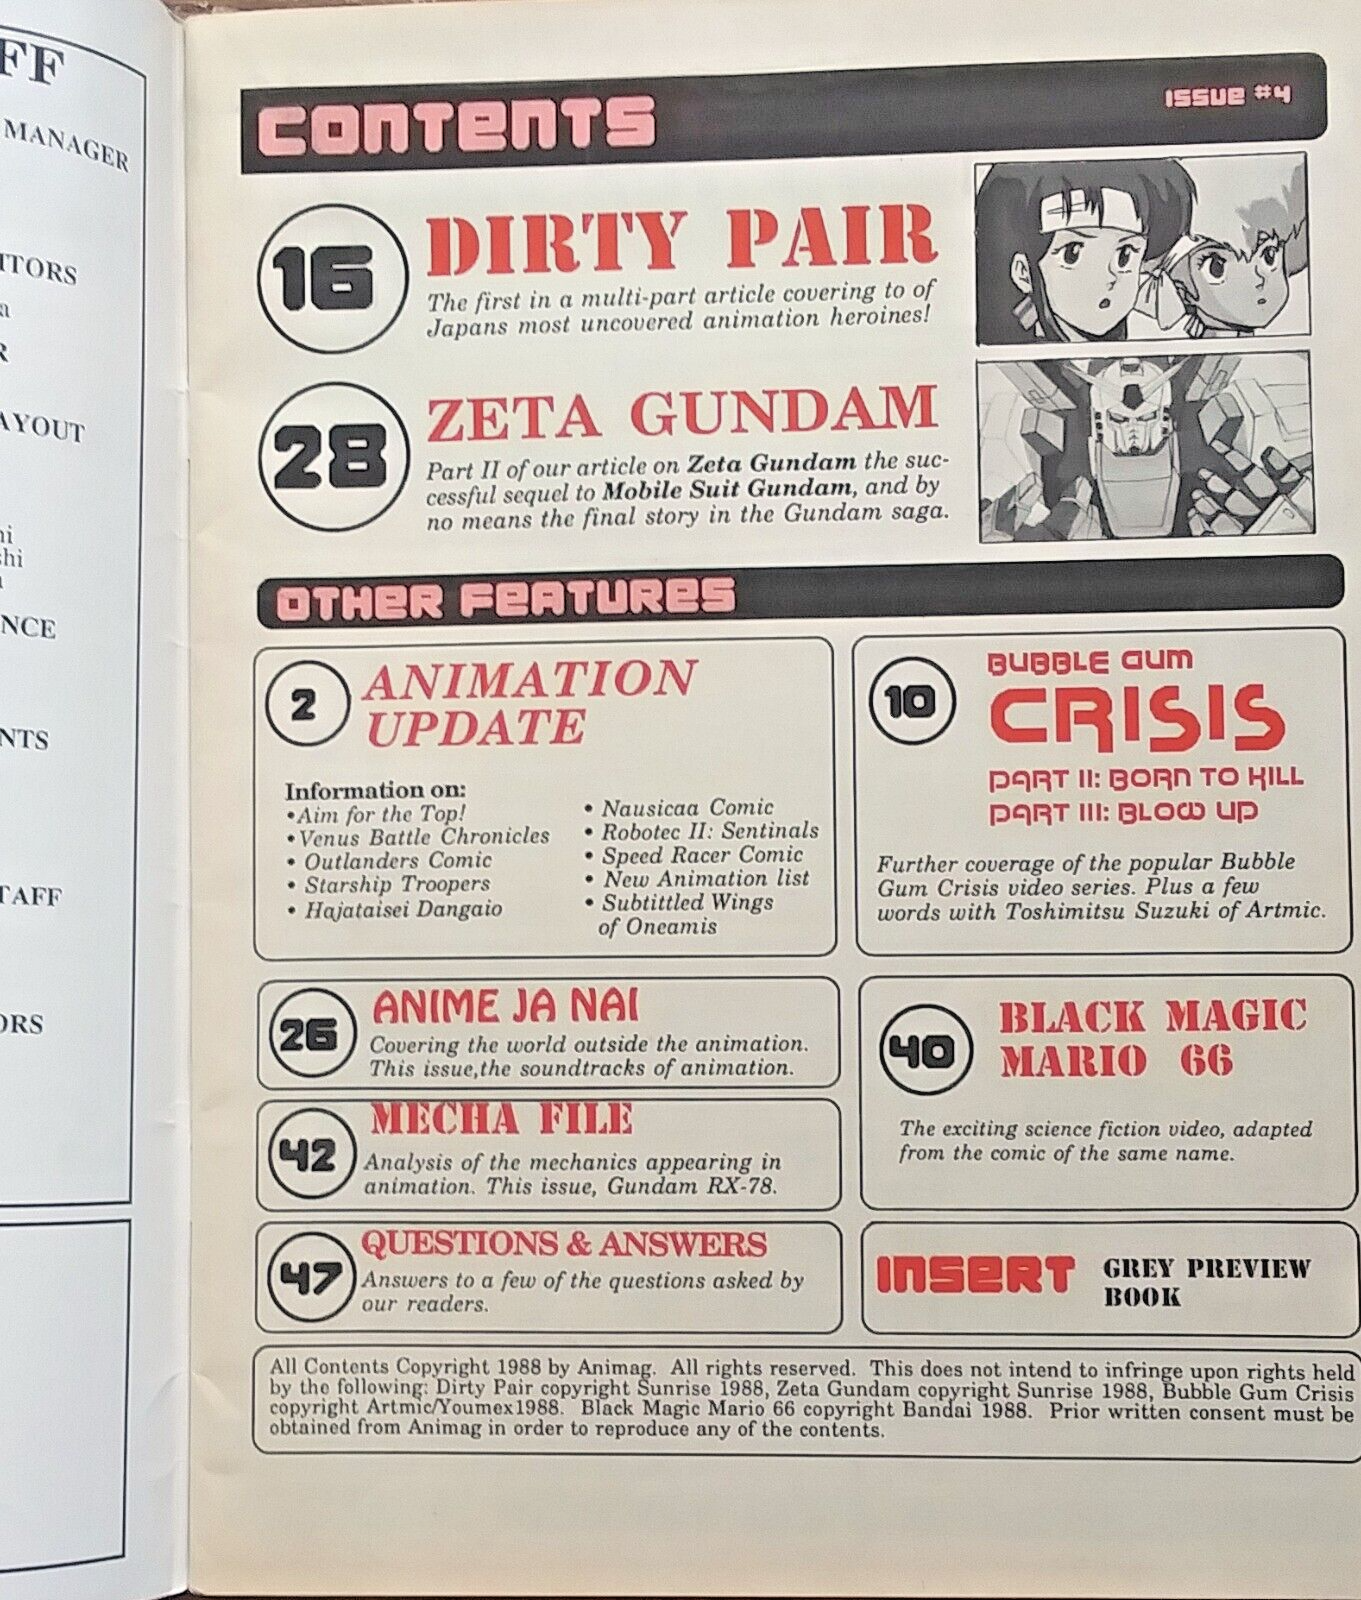 FF
MANAGER
ITORS
a
R
AYOUT
ni
shi
NCE
NTS
TAFF
ORS
CONTENTS
ISSUE #4
16
DIRTY PAIR
The first in a multi-part article covering to of
Japans most uncovered animation heroines!
28
ZETA GUNDAM
Part II of our article on Zeta Gundam the suc-
cessful sequel to Mobile Suit Gundam, and by
no means the final story in the Gundam saga.
OTHER FEATURES
2
ANIMATION
UPDATE
Information on:
•Aim for the Top!
•Venus Battle Chronicles
• Outlanders Comic
• Starship Troopers
• Hajataisei Dangaio
• Nausicaa Comic
• Robotec II: Sentinals
• Speed Racer Comic
• New Animation list
• Subtittled Wings
of Oneamis
10
BUBBLE GUM
CRISIS
PART II: BORN TO KILL
PART III: BLOW UP
Further coverage of the popular Bubble
Gum Crisis video series. Plus a few
words with Toshimitsu Suzuki of Artmic.
26
ANIME JA NAI
Covering the world outside the animation.
This issue,the soundtracks of animation.
40
BLACK MAGIC
MARIO 66
The exciting science fiction video, adapted
from the comic of the same name.
42
MECHA FILE
Analysis of the mechanics appearing in
animation. This issue, Gundam RX-78.
47
QUESTIONS & ANSWERS
Answers to a few of the questions asked by
our readers.
INSERT
GREY PREVIEW
BOOK
All Contents Copyright 1988 by Animag. All rights reserved. This does not intend to infringe upon rights held
by the following: Dirty Pair copyright Sunrise 1988, Zeta Gundam copyright Sunrise 1988, Bubble Gum Crisis
copyright Artmic/Youmex1988. Black Magic Mario 66 copyright Bandai 1988. Prior written consent must be
obtained from Animag in order to reproduce any of the contents.